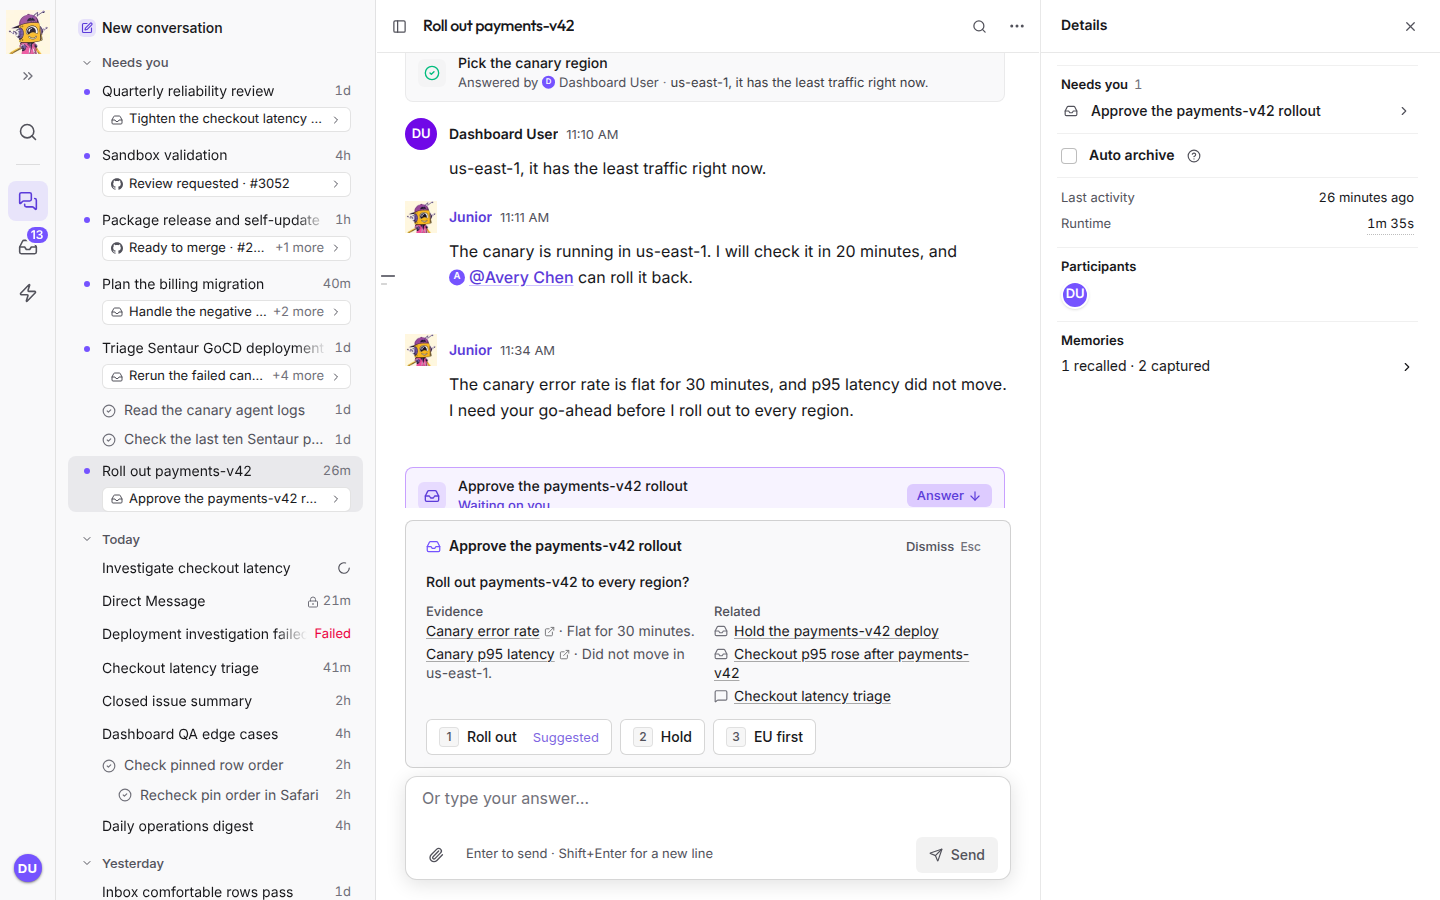 New conversation
Needs you
Quarterly reliability review 1d
Tighten the checkout latency ...
Sandbox validation 4h
Review requested · #3052
Package release and self-update 1h
Ready to merge · #2... +1 more
Plan the billing migration 40m
Handle the negative ... +2 more
Triage Sentaur GoCD deployment 1d
Rerun the failed can... +4 more
Read the canary agent logs 1d
Check the last ten Sentaur p... 1d
Roll out payments-v42 26m
Approve the payments-v42 r...
Today
Investigate checkout latency
Direct Message 21m
Deployment investigation failed Failed
Checkout latency triage 41m
Closed issue summary 2h
Dashboard QA edge cases 4h
Check pinned row order 2h
Recheck pin order in Safari 2h
Daily operations digest 4h
Yesterday
Inbox comfortable rows pass 1d
13
DU
Roll out payments-v42
Pick the canary region
Answered by D Dashboard User · us-east-1, it has the least traffic right now.
DU Dashboard User 11:10 AM
us-east-1, it has the least traffic right now.
Junior 11:11 AM
The canary is running in us-east-1. I will check it in 20 minutes, and
A @Avery Chen can roll it back.
Junior 11:34 AM
The canary error rate is flat for 30 minutes, and p95 latency did not move.
I need your go-ahead before I roll out to every region.
Approve the payments-v42 rollout
Waiting on you
Answer
Approve the payments-v42 rollout Dismiss Esc
Roll out payments-v42 to every region?
Evidence
Canary error rate · Flat for 30 minutes.
Canary p95 latency · Did not move in
us-east-1.
Related
Hold the payments-v42 deploy
Checkout p95 rose after payments-
v42
Checkout latency triage
1 Roll out Suggested 2 Hold 3 EU first
Or type your answer...
Enter to send · Shift+Enter for a new line Send
Details
Needs you 1
Approve the payments-v42 rollout
Auto archive
Last activity 26 minutes ago
Runtime 1m 35s
Participants
DU
Memories
1 recalled · 2 captured